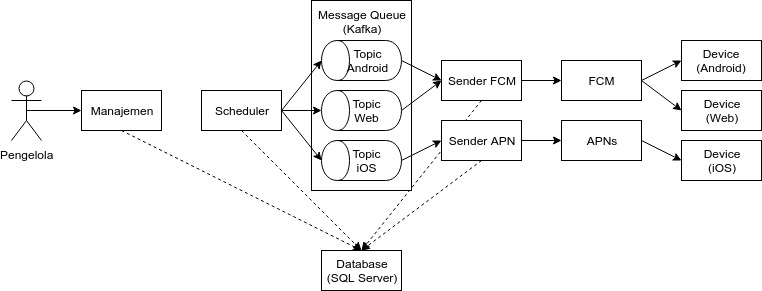 Message Queue
(Kafka)
Topic
Android
Topic
Web
Topic
iOS
Pengelola
Manajemen
Scheduler
Sender FCM
Sender APN
FCM
APNs
Device
(Android)
Device
(Web)
Device
(iOS)
Database
(SQL Server)